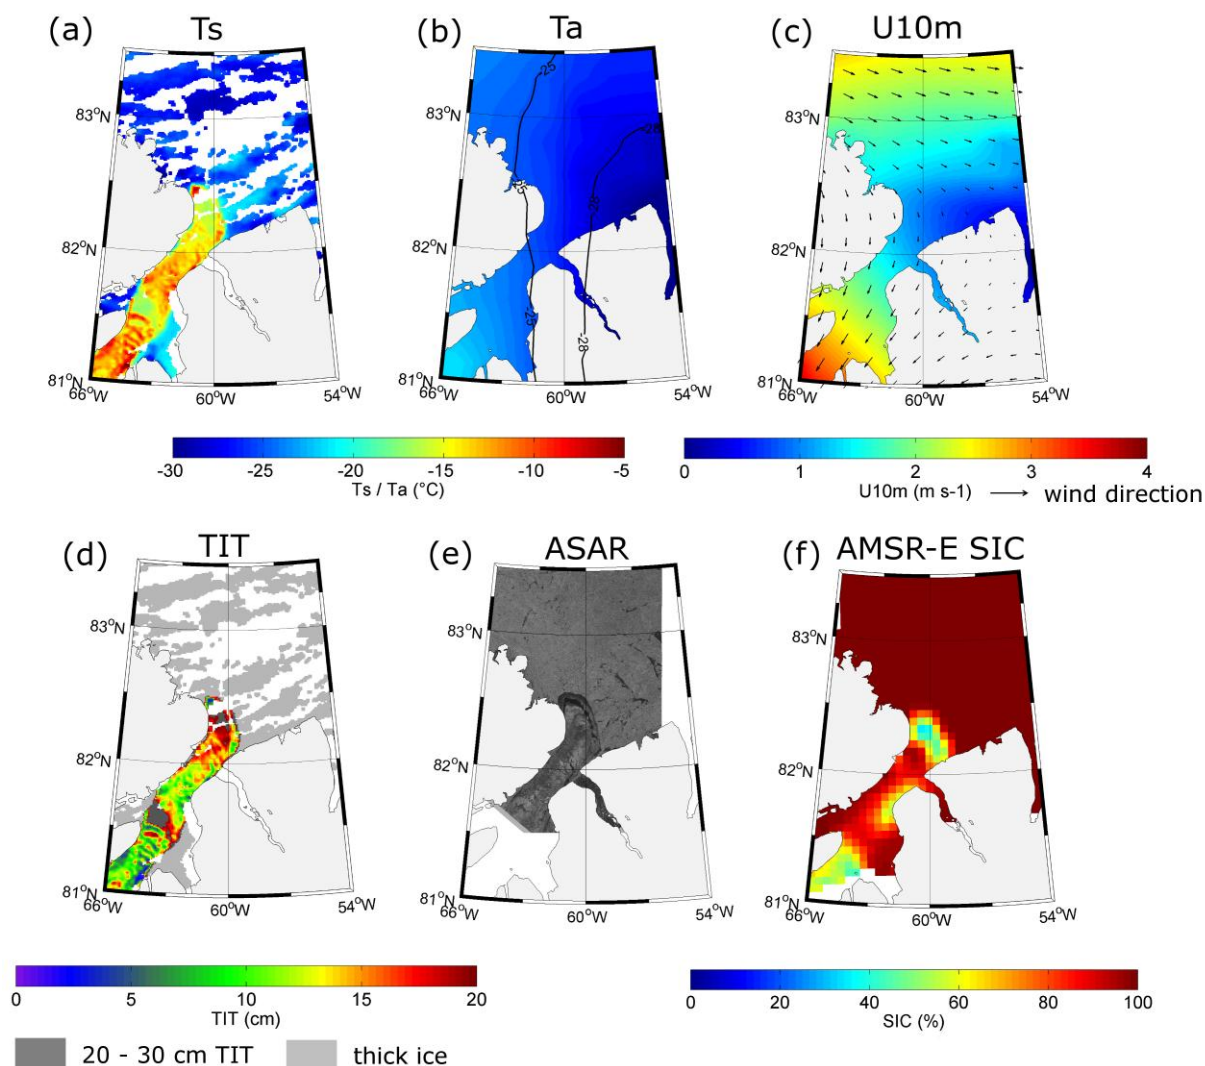 (a) Ts
(b) Ta
(c) U10m
83°N
82°N
81°N
66°W 60°W 54°W
83°N
82°N
81°N
66°W 60°W 54°W
-25
-28
-25
-28
-25
-28
83°N
82°N
81°N
66°W 60°W 54°W
-30 -25 -20 -15 -10 -5
Ts / Ta (°C)
0 1 2 3 4
U10m (m s-1) wind direction
(d) TIT
(e) ASAR
(f) AMSR-E SIC
83°N
82°N
81°N
66°W 60°W 54°W
83°N
82°N
81°N
66°W 60°W 54°W
83°N
82°N
81°N
66°W 60°W 54°W
0 5 10 15 20
TIT (cm)
0 20 40 60 80 100
SIC (%)
20 - 30 cm TIT thick ice